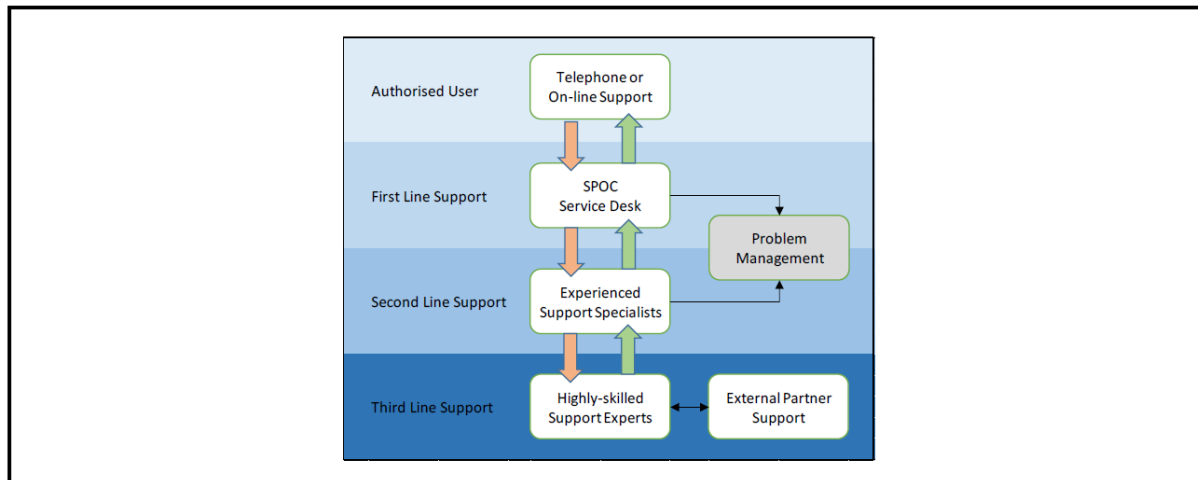 Authorised User
Telephone or
On-line Support
First Line Support
SPOC
Service Desk
Problem
Management
Second Line Support
Experienced
Support Specialists
Third Line Support
Highly-skilled
Support Experts
External Partner
Support